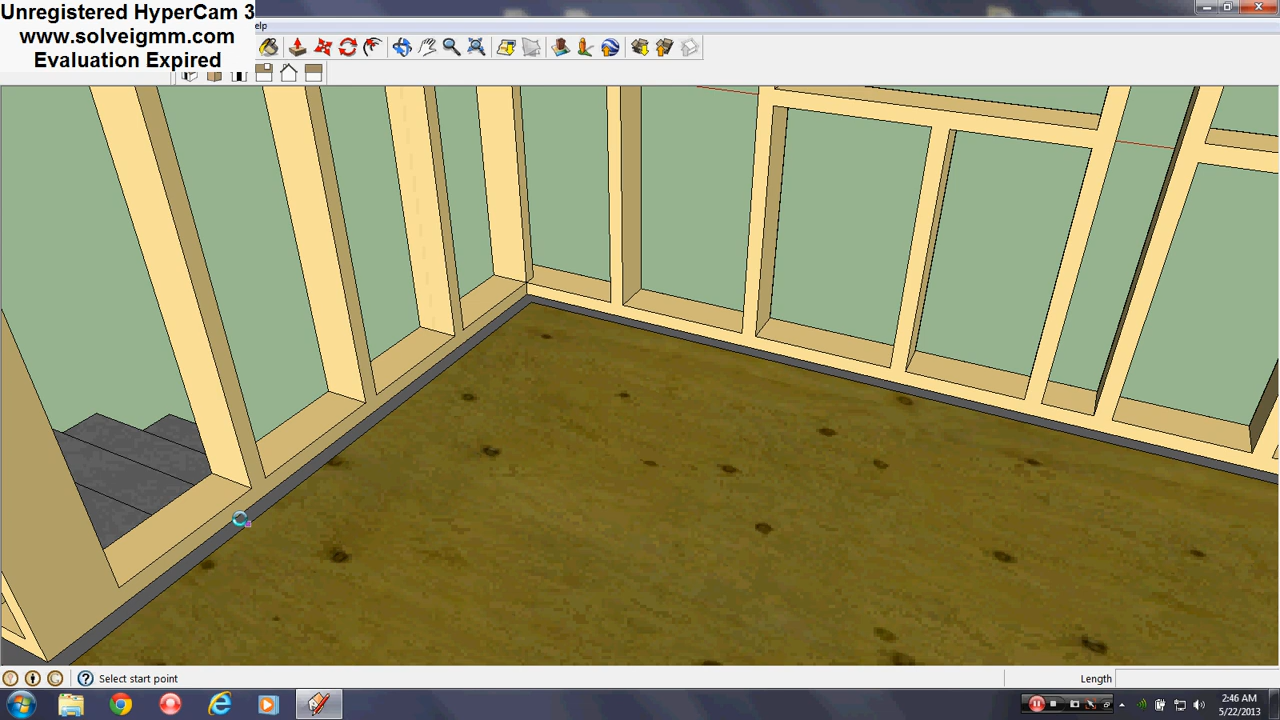 Unregistered HyperCam 3
www.solveigmm.com
Evaluation Expired
elp
Select start point
Length
2:46 AM
5/22/2013